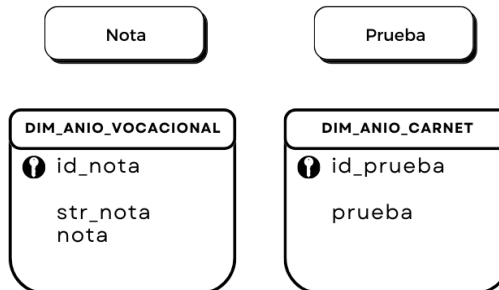 Nota
Prueba
DIM_ANIO_VOCACIONAL
id_nota
str_nota
nota
DIM_ANIO_CARNET
id_prueba
prueba